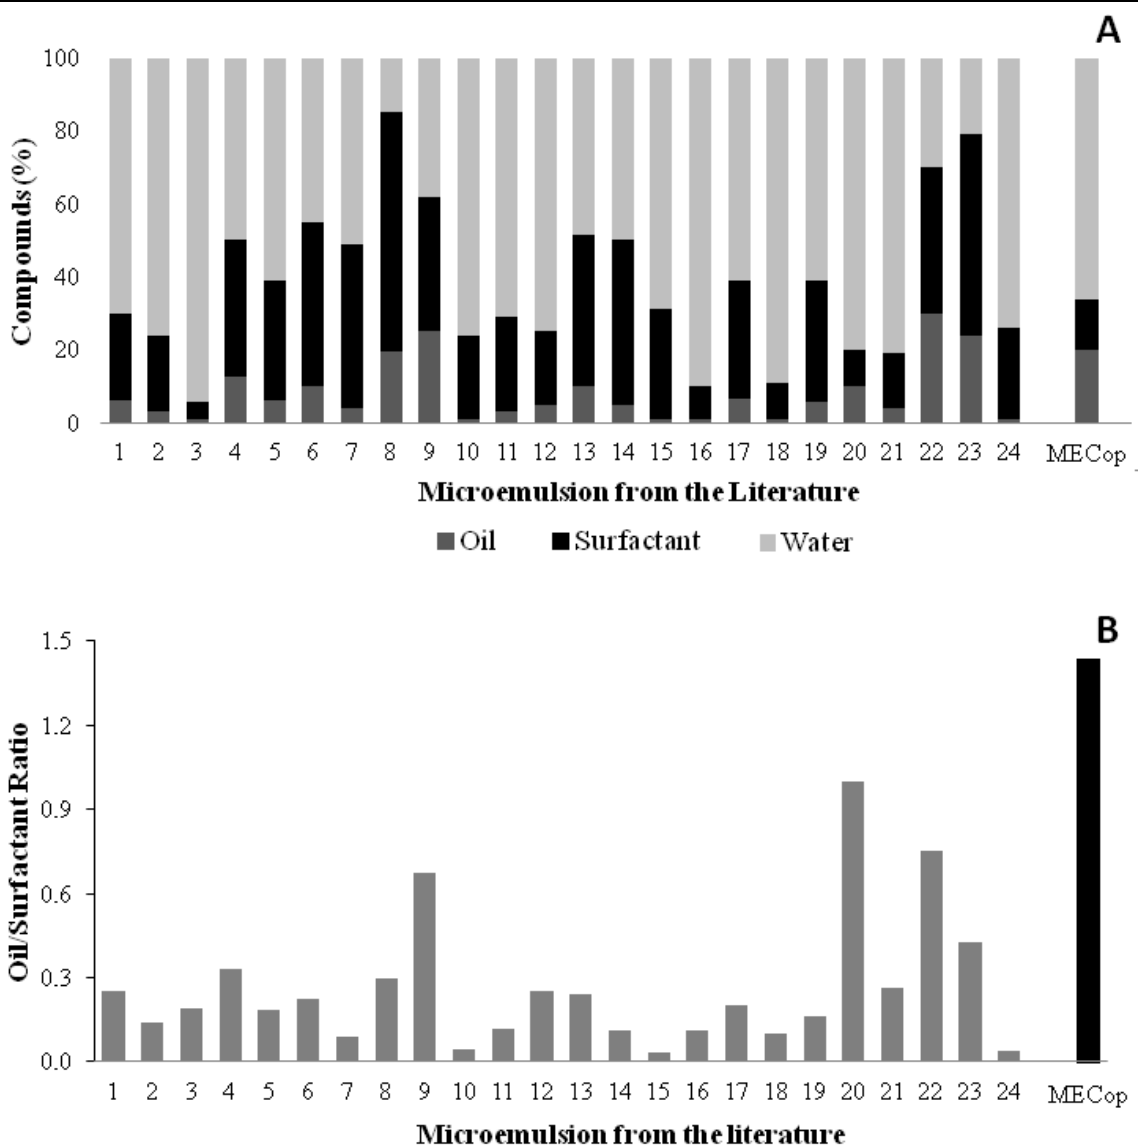 A
100
80
60
40
20
0
Compounds (%)
1 2 3 4 5 6 7 8 9 10 11 12 13 14 15 16 17 18 19 20 21 22 23 24 MECop
Microemulsion from the Literature
Oil Surfactant Water
B
1.5
1.2
0.9
0.6
0.3
0.0
Oil/Surfactant Ratio
1 2 3 4 5 6 7 8 9 10 11 12 13 14 15 16 17 18 19 20 21 22 23 24 MECop
Microemulsion from the literature